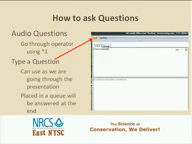 How to ask Questions
Audio Questions
Go through operator
using *1
Type a Question
Can use as we are
going through the
presentation
Placed in a queue will
be answered at the
end
NRCS
East NTSC
The Science of
Conservation, We Deliver!